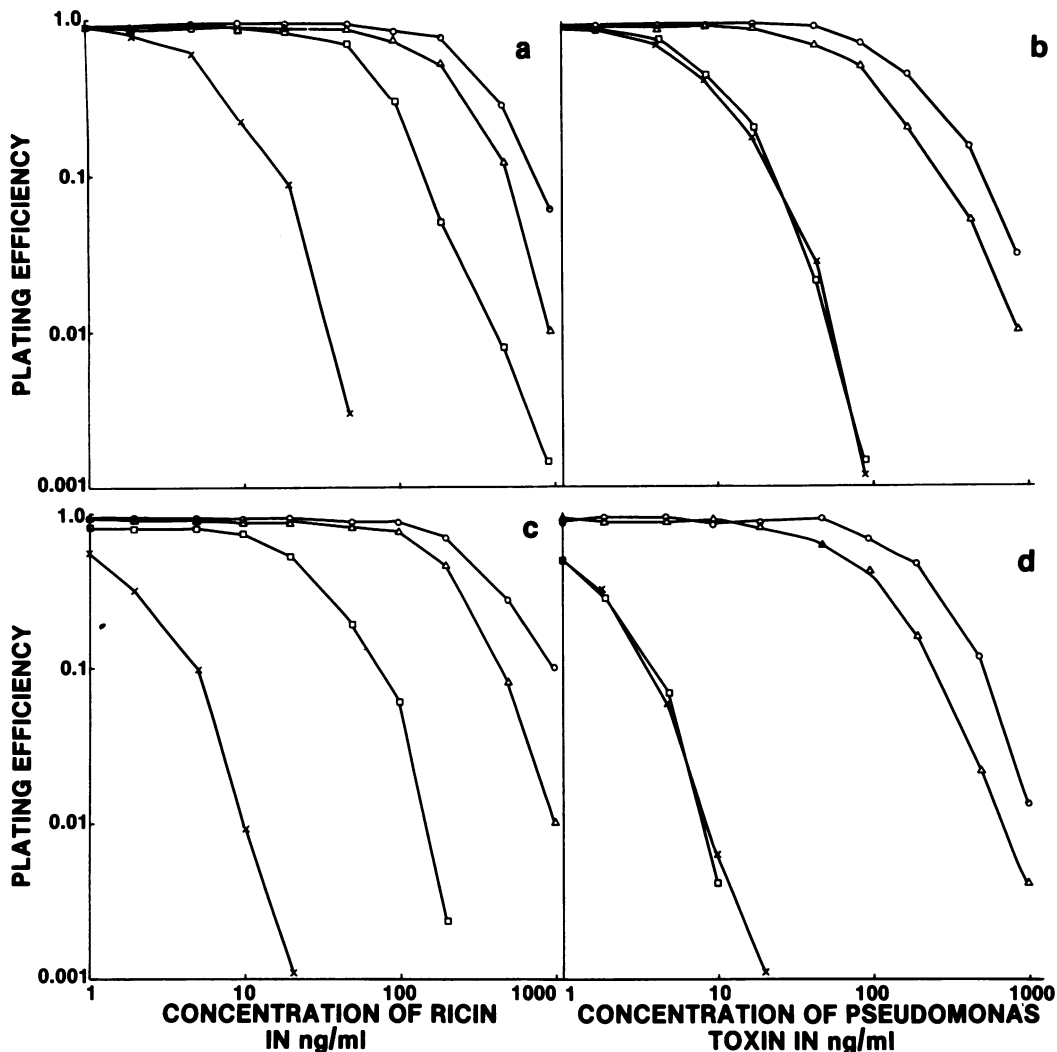 1.0
a
b
0.1
PLATING EFFICIENCY
0.01
0.001
1.0
c
d
0.1
PLATING EFFICIENCY
0.01
0.001
1 10 100 1000 1 10 100 1000
CONCENTRATION OF RICIN
IN ng/ml
CONCENTRATION OF PSEUDOMONAS
TOXIN IN ng/ml